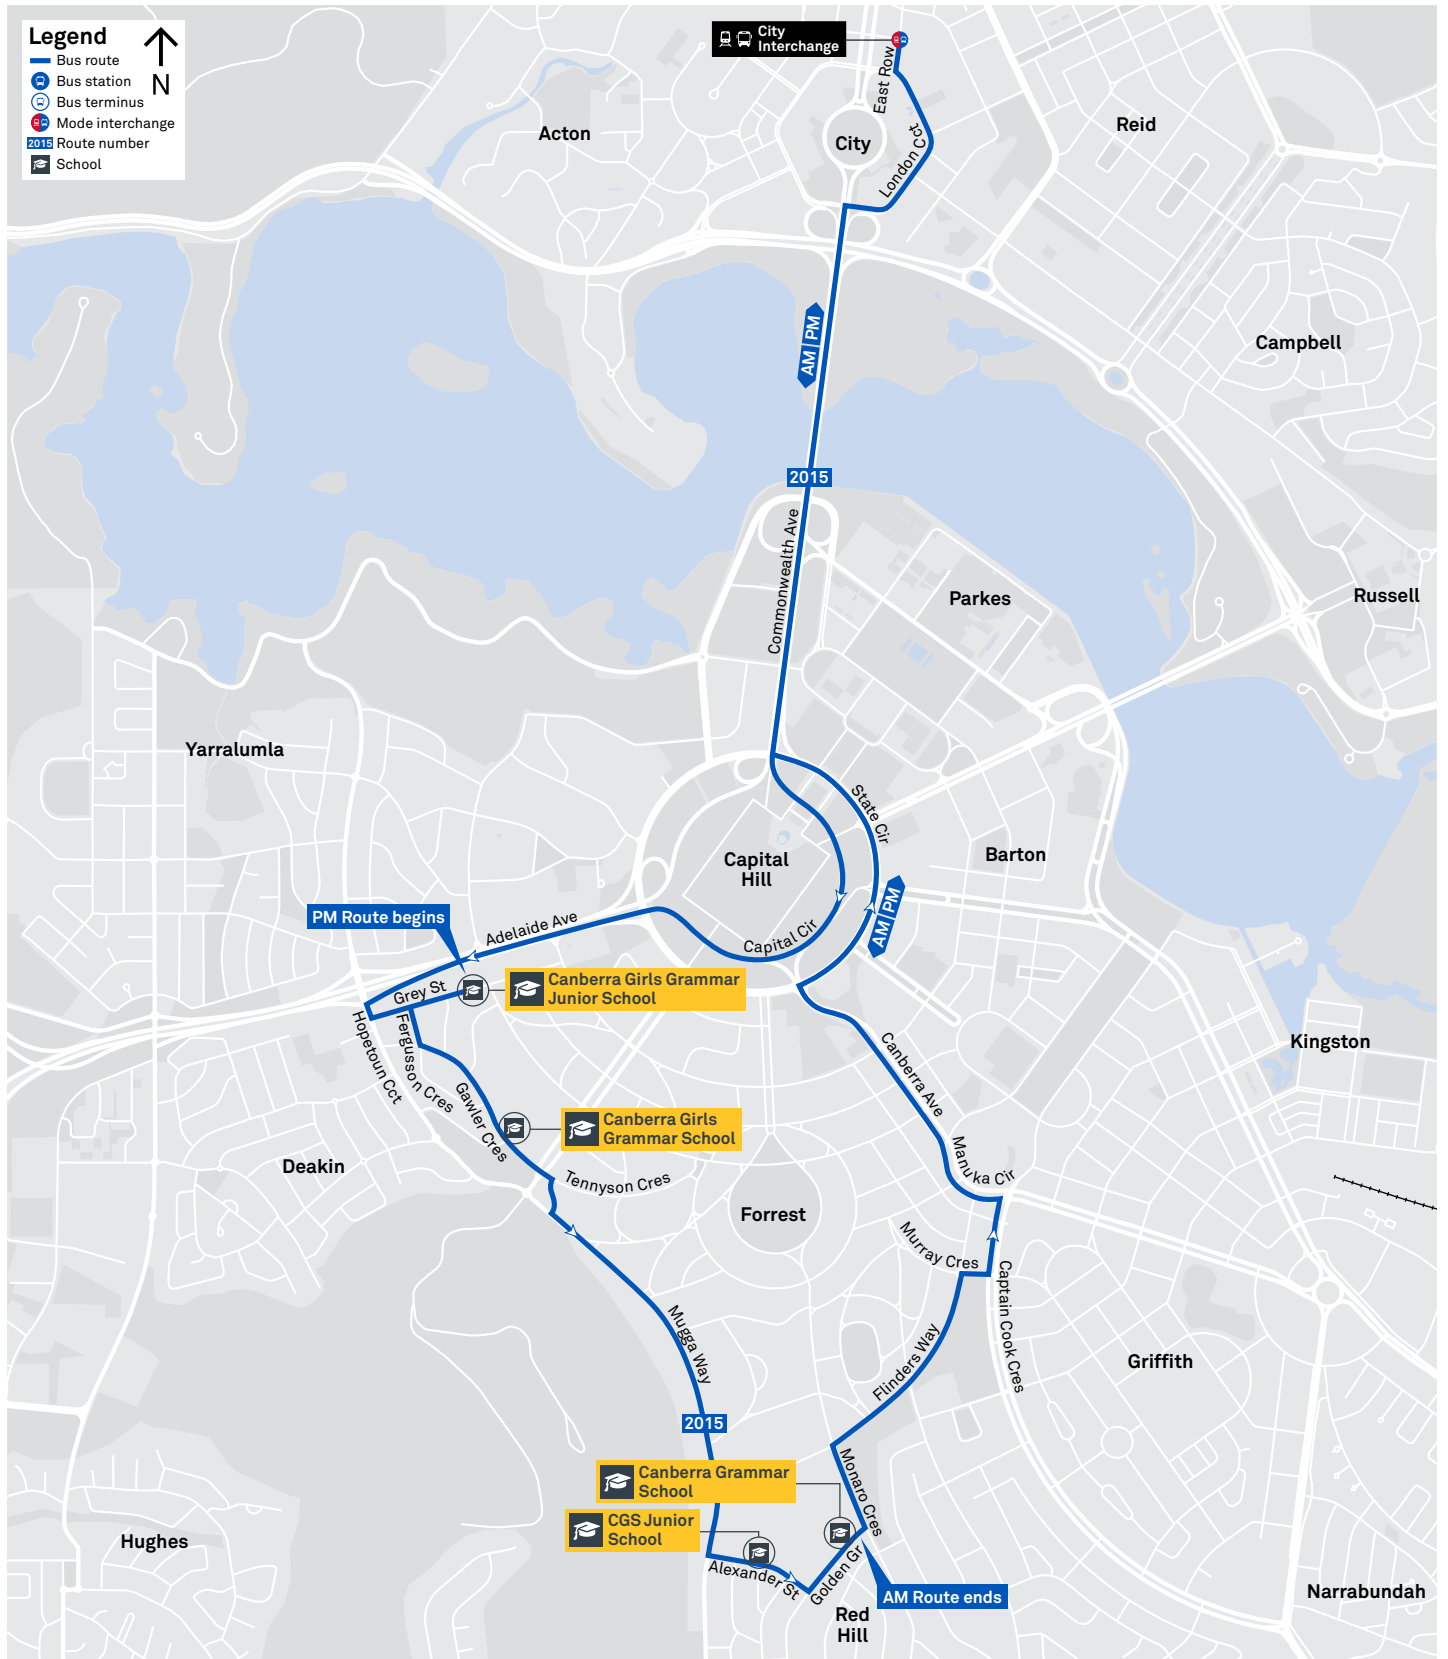 Legend
N
Bus route
Bus station
Bus terminus
Mode interchange
2015 Route number
School
City
Interchange
East Row
London Cct
City
Acton
Reid
Campbell
AM | PM
2015
Commonwealth Ave
Parkes
Russell
Yarralumla
State Cir
Capital
Hill
Barton
AM | PM
PM Route begins
Adelaide Ave
Capital Cir
Grey St
Canberra Girls Grammar
Junior School
Hopetoun Cct
Fergusson Cres
Gawler Cres
Canberra Ave
Kingston
Canberra Girls
Grammar School
Deakin
Tennyson Cres
Manuka Cir
Forrest
Murray Cres
Captain Cook Cres
Mugga Way
Flinders Way
Griffith
2015
Canberra Grammar
School
Monaro Cres
CGS Junior
School
Hughes
Alexander St
Golden Gr
AM Route ends
Red
Hill
Narrabundah